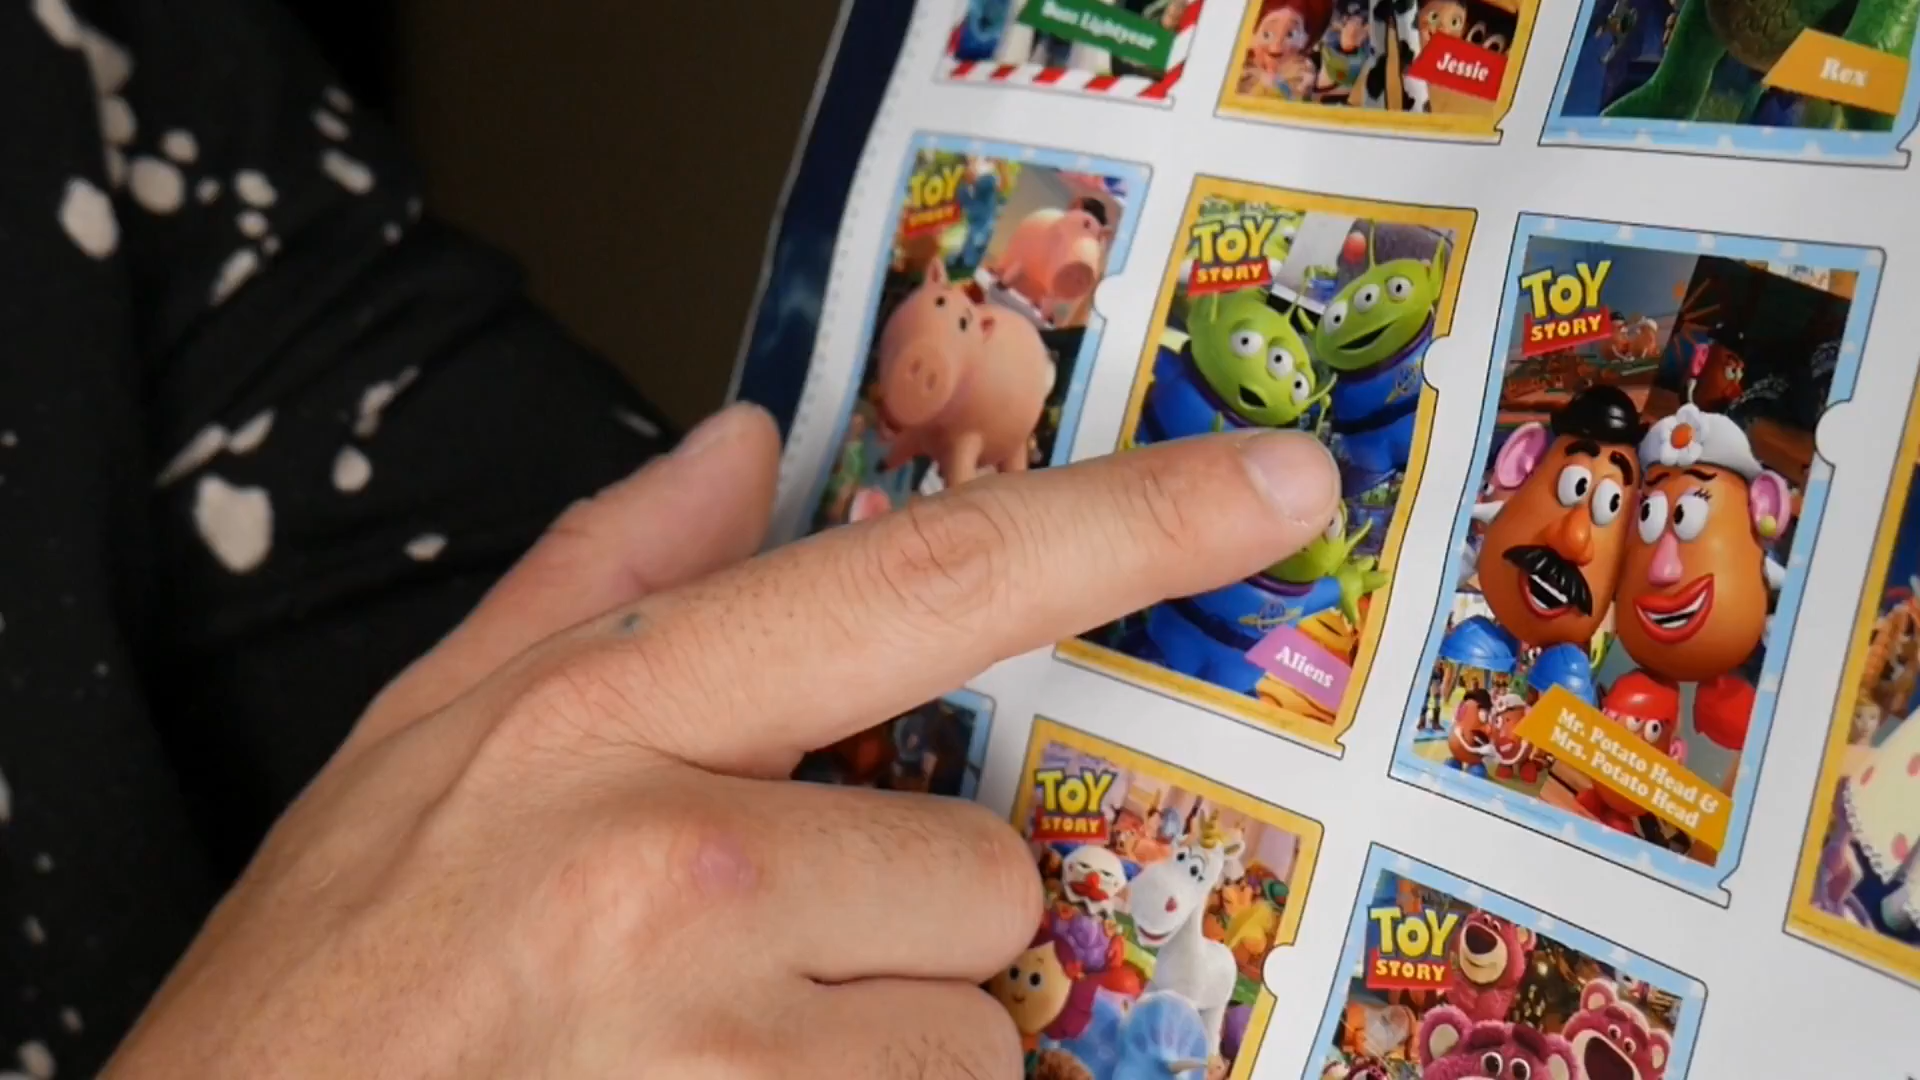 Buzz Lightyear
Jessie
Rex
TOY
STORY
TOY
STORY
Aliens
TOY
STORY
Mr. Potato Head &
Mrs. Potato Head
TOY
STORY
TOY
STORY